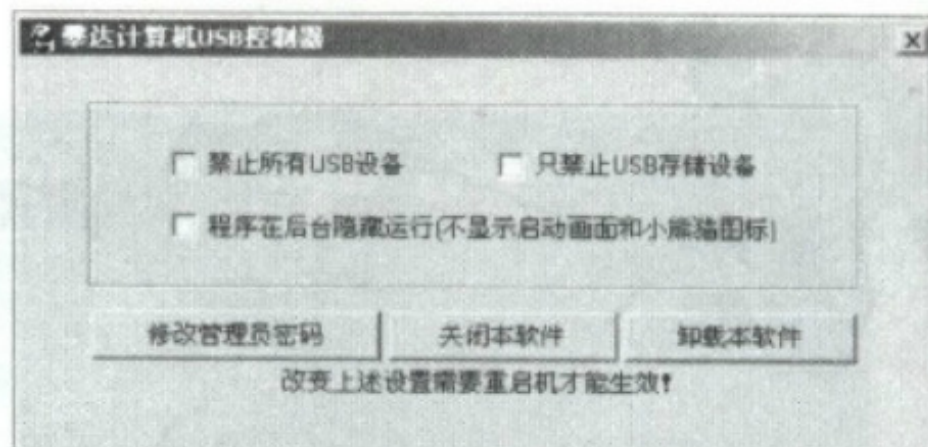 泰达计算机USB控制器
禁止所有USB设备 只禁止USB存储设备
程序在后台隐藏运行(不显示启动画面和小熊猫图标)
修改管理员密码 关闭本软件 卸载本软件
改变上述设置需要重启机才能生效!